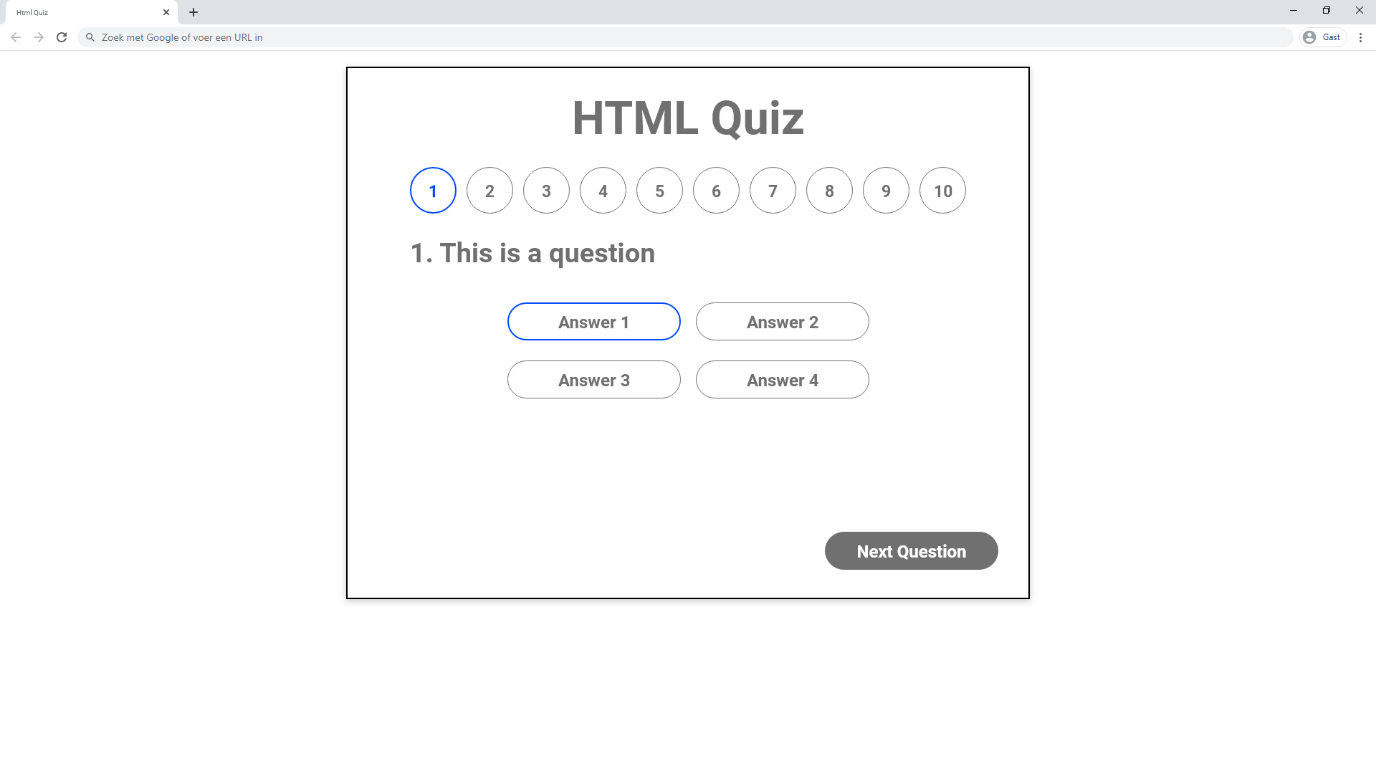 Html Quiz
Zoek met Google of voer een URL in
Gast
HTML Quiz
1 2 3 4 5 6 7 8 9 10
1. This is a question
Answer 1 Answer 2
Answer 3 Answer 4
Next Question